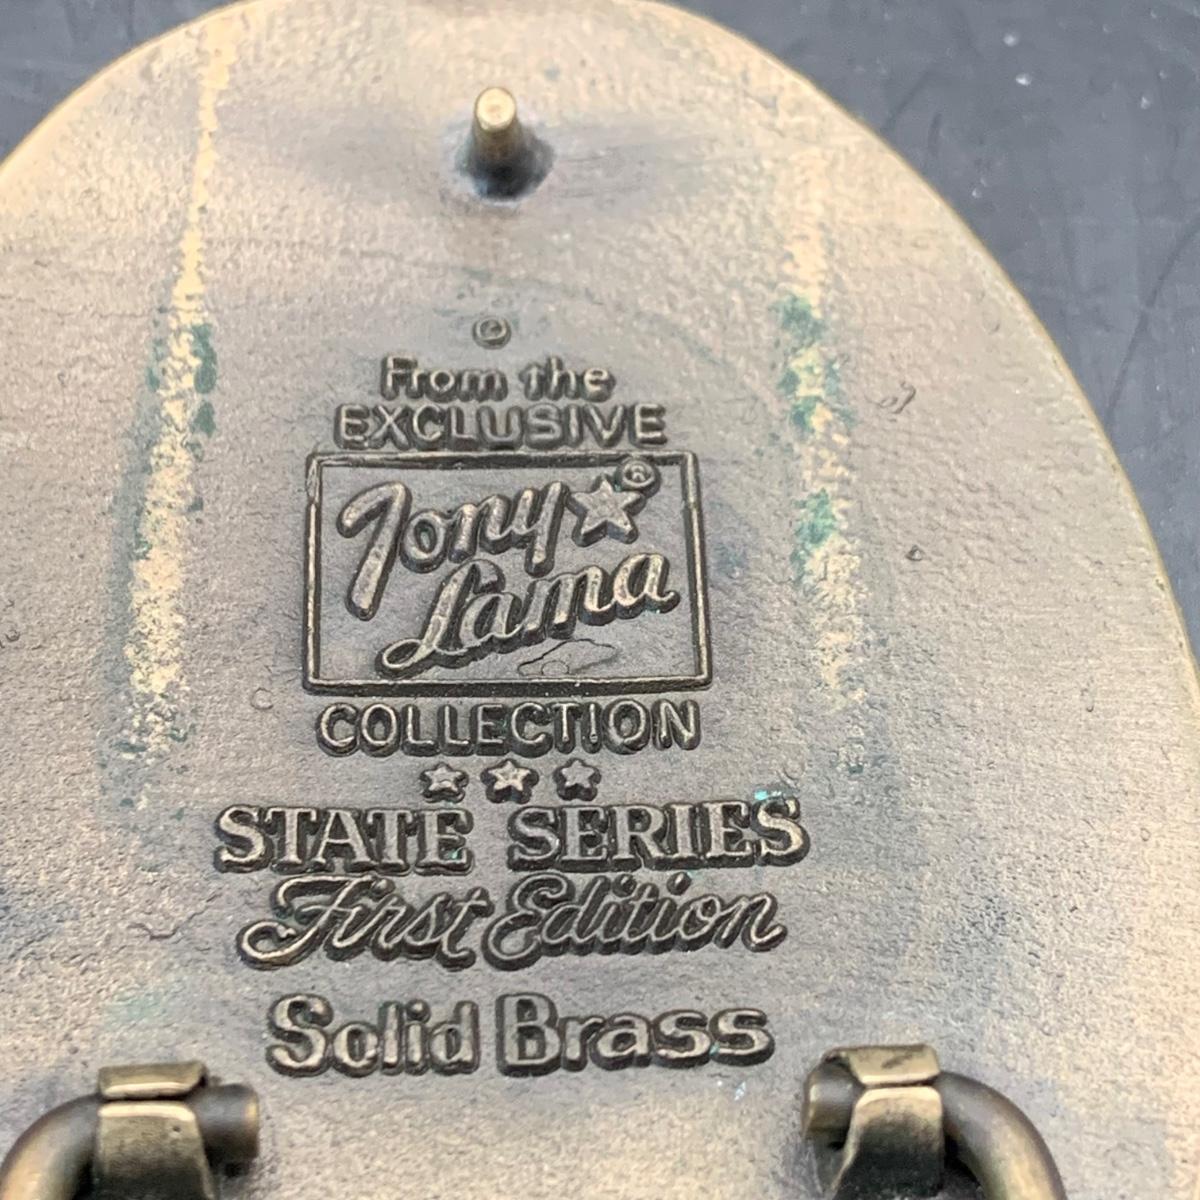 ©
From the
EXCLUSIVE
Tony ®
Lama
COLLECTION
STATE SERIES
First Edition
Solid Brass